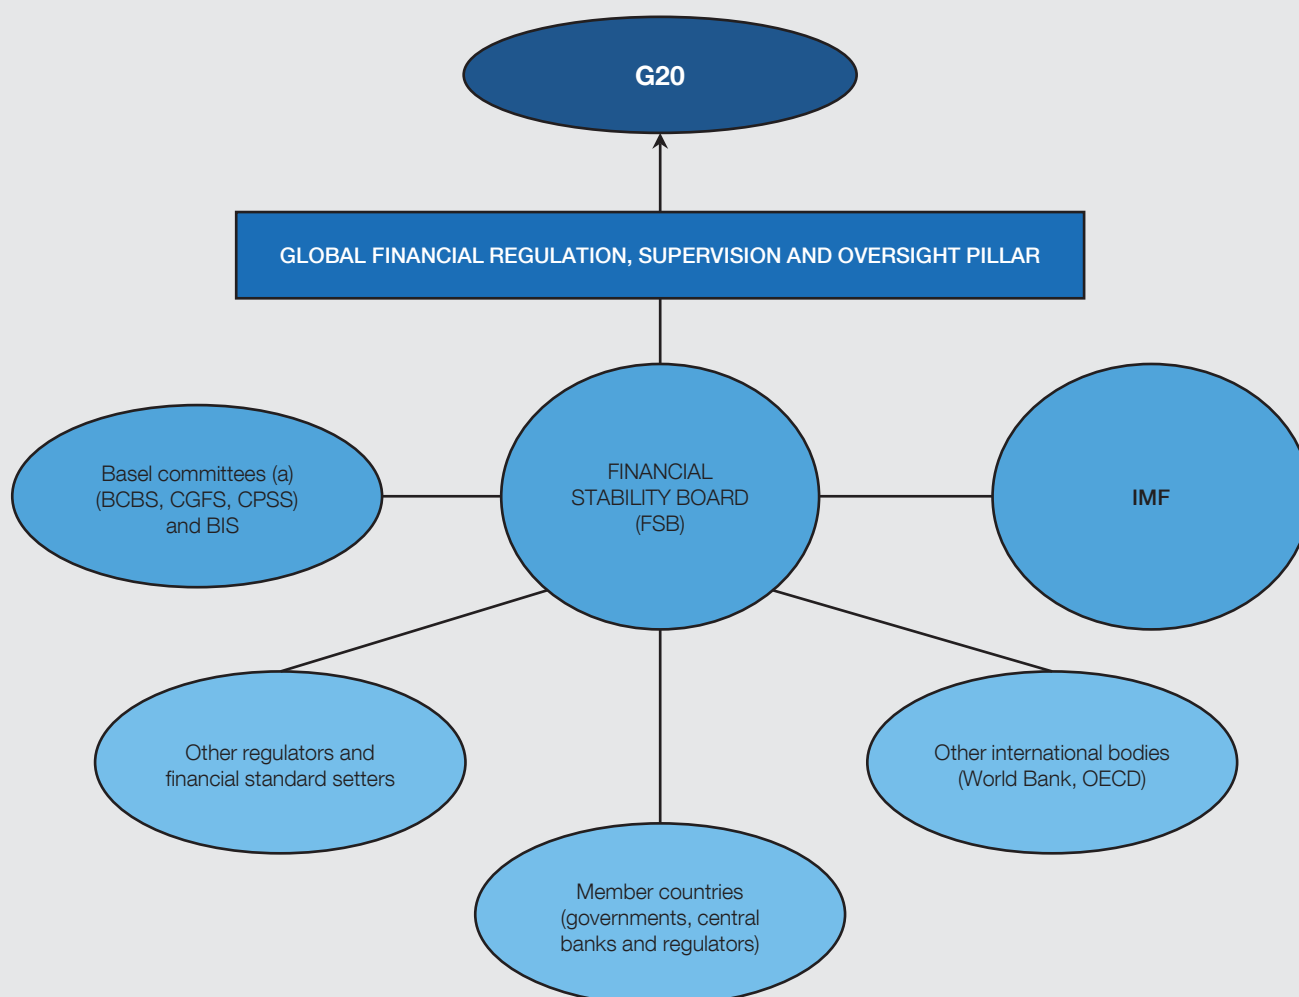 G20
GLOBAL FINANCIAL REGULATION, SUPERVISION AND OVERSIGHT PILLAR
Basel committees (a)
(BCBS, CGFS, CPSS)
and BIS
FINANCIAL
STABILITY BOARD
(FSB)
IMF
Other regulators and
financial standard setters
Other international bodies
(World Bank, OECD)
Member countries
(governments, central
banks and regulators)